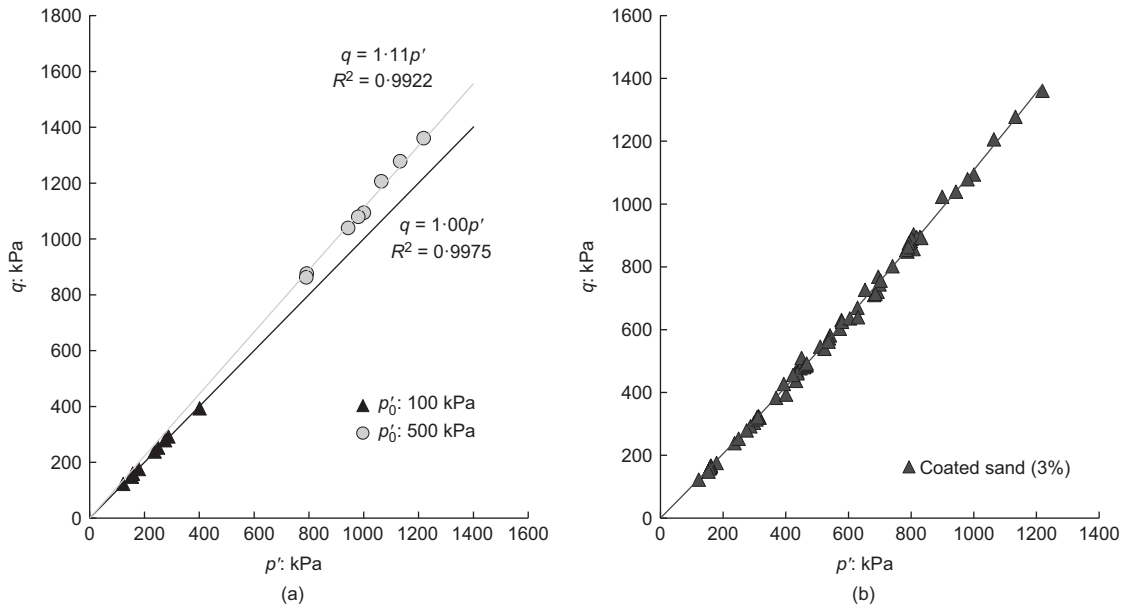 1800
1600
1400
1200
1000
800
600
400
200
0
q: kPa
0 200 400 600 800 1000 1200 1400 1600
p′: kPa
(a)
q = 1·11p′
R² = 0·9922
q = 1·00p′
R² = 0·9975
p′₀: 100 kPa
p′₀: 500 kPa
1600
1400
1200
1000
800
600
400
200
0
q: kPa
0 200 400 600 800 1000 1200 1400
p′: kPa
(b)
Coated sand (3%)